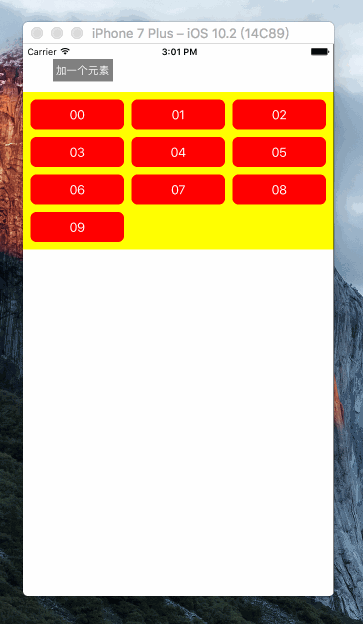 iPhone 7 Plus – iOS 10.2 (14C89)
Carrier 3:01 PM
加一个元素
00 01 02
03 04 05
06 07 08
09